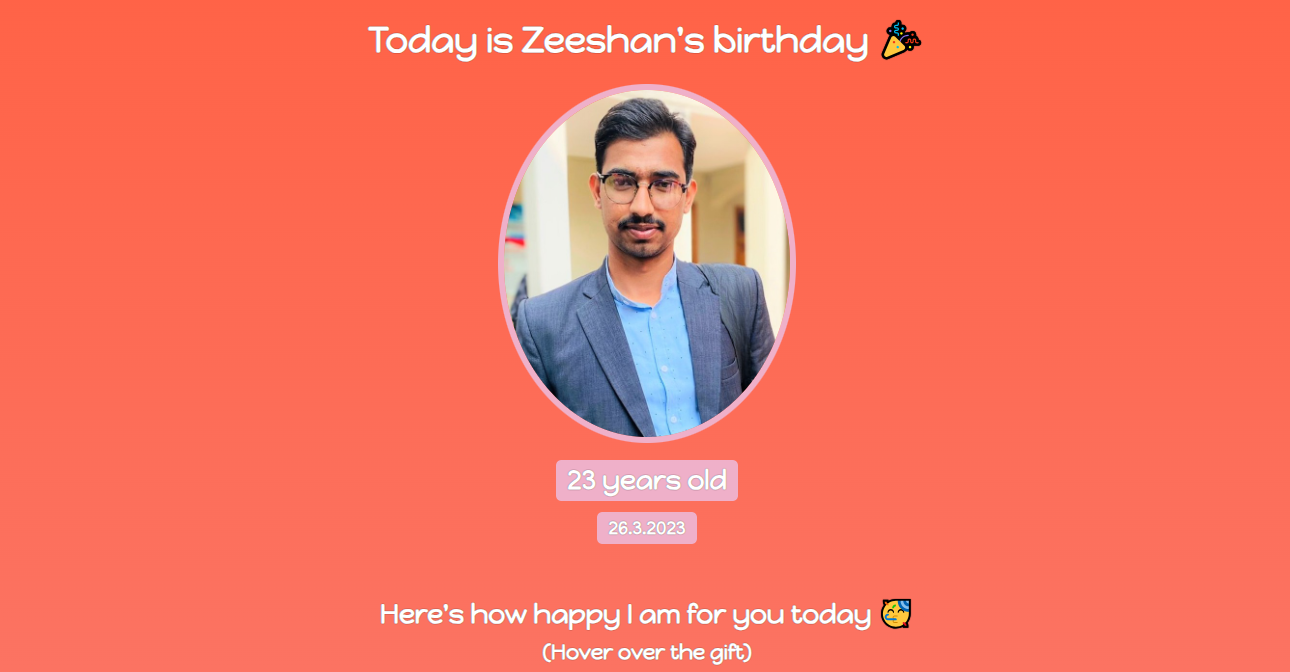 Today is Zeeshan's birthday 🎉
23 years old
26.3.2023
Here's how happy I am for you today 🥳
(Hover over the gift)